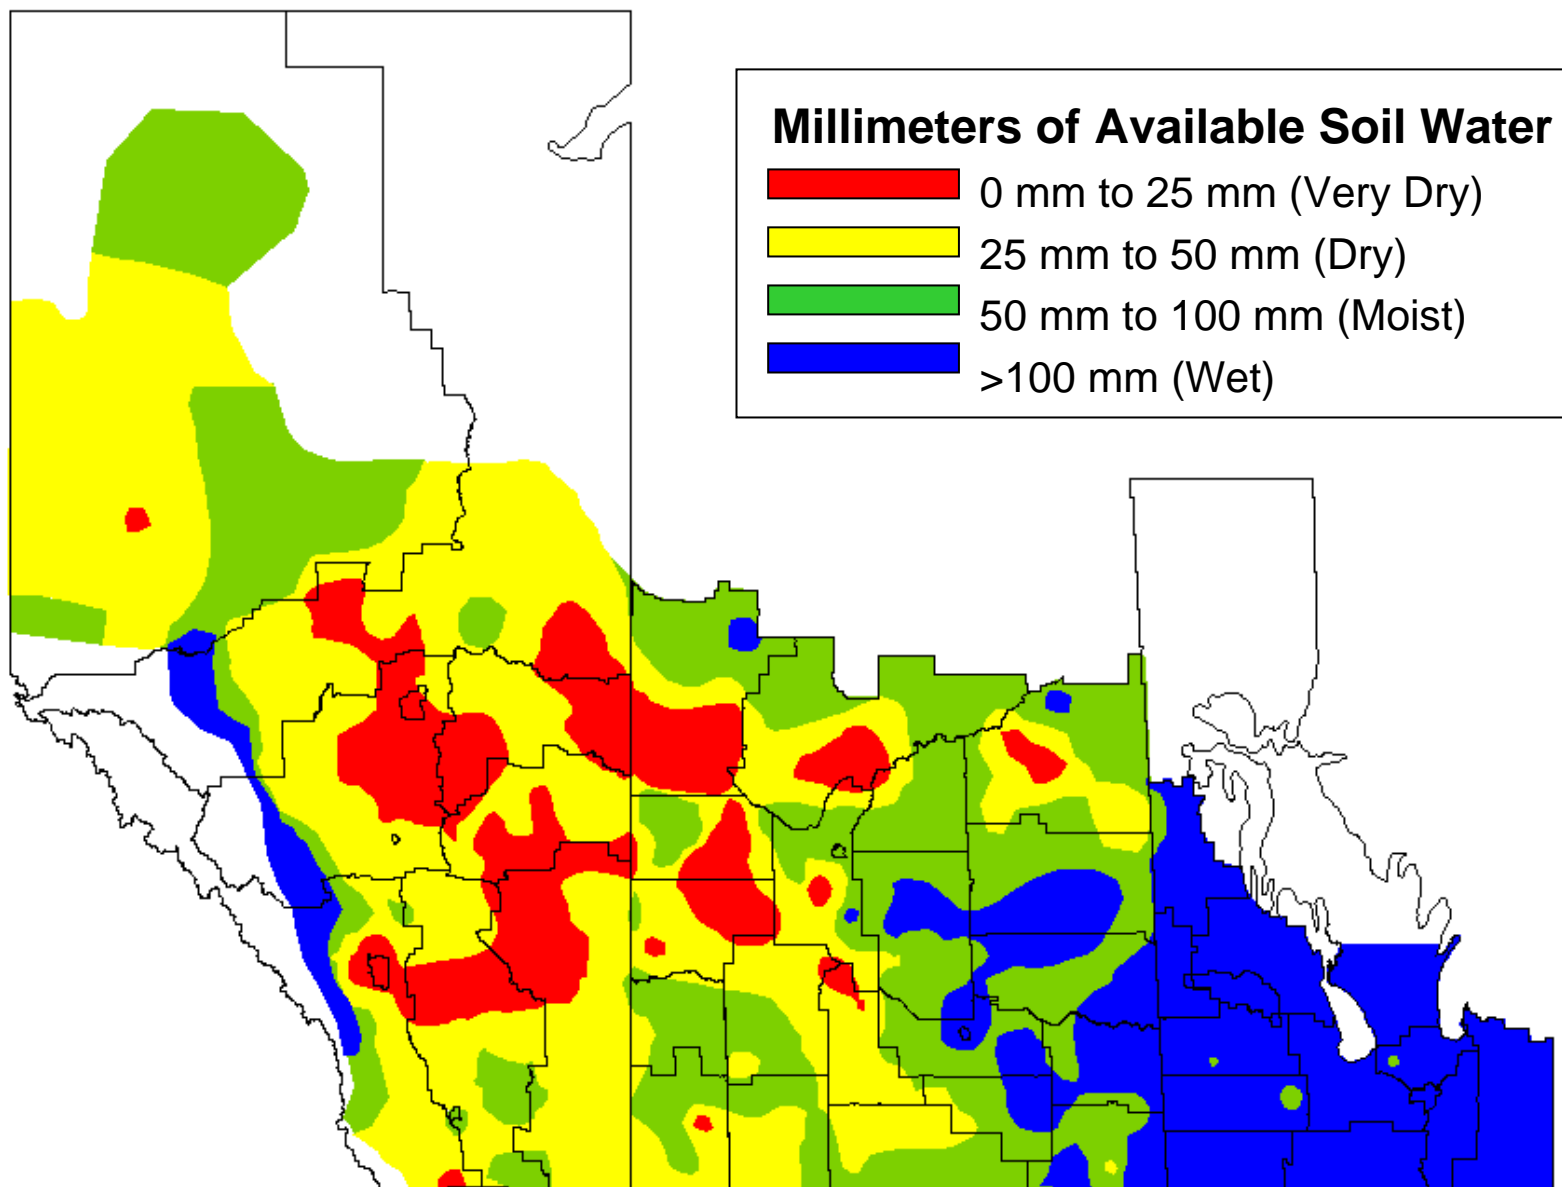 Millimeters of Available Soil Water
0 mm to 25 mm (Very Dry)
25 mm to 50 mm (Dry)
50 mm to 100 mm (Moist)
>100 mm (Wet)